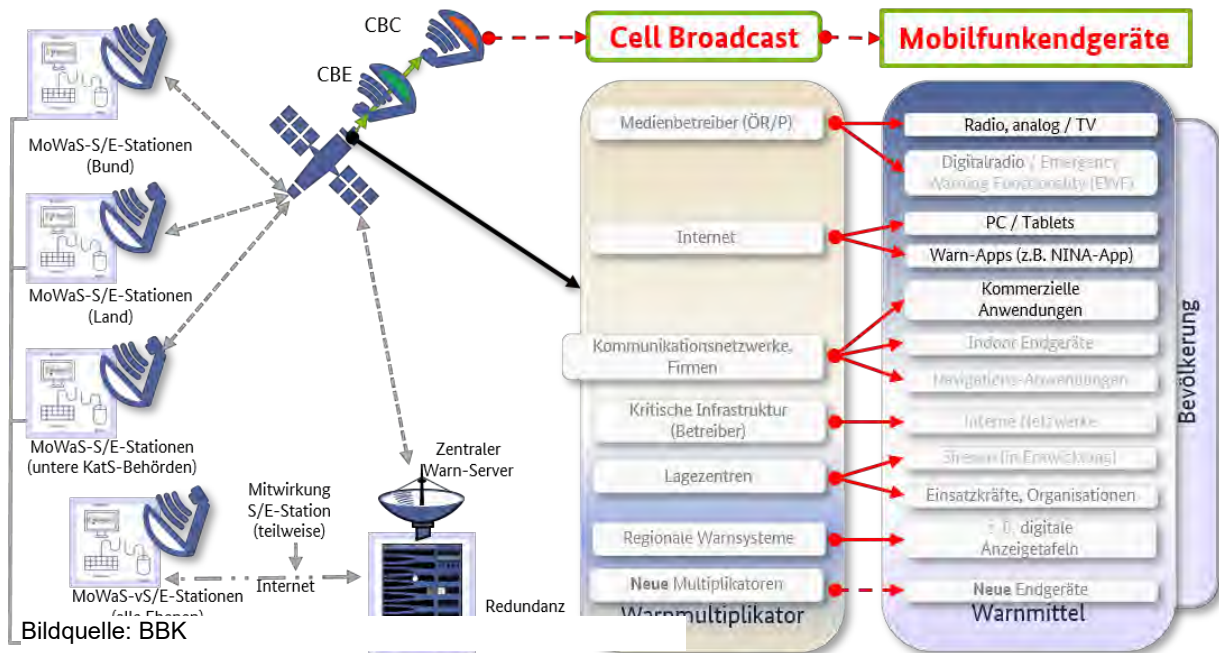 CBC
CBE
MoWaS-S/E-Stationen
(Bund)
MoWaS-S/E-Stationen
(Land)
MoWaS-S/E-Stationen
(untere KatS-Behörden)
MoWaS-vS/E-Stationen
(alle Ebenen)
Mitwirkung
S/E-Station
(teilweise)
Internet
Zentraler
Warn-Server
Redundanz
Bildquelle: BBK
Cell Broadcast
Medienbetreiber (ÖR/P)
Internet
Kommunikationsnetzwerke,
Firmen
Kritische Infrastruktur
(Betreiber)
Lagezentren
Regionale Warnsysteme
Neue Multiplikatoren
Warnmultiplikator
Mobilfunkendgeräte
Radio, analog / TV
Digitalradio / Emergency
Warning Functionality (EWF)
PC / Tablets
Warn-Apps (z.B. NINA-App)
Kommerzielle
Anwendungen
Indoor Endgeräte
Navigations-Anwendungen
Interne Netzwerke
Sirenen (in Entwicklung)
Einsatzkräfte, Organisationen
digitale
Anzeigetafeln
Neue Endgeräte
Warnmittel
Bevölkerung